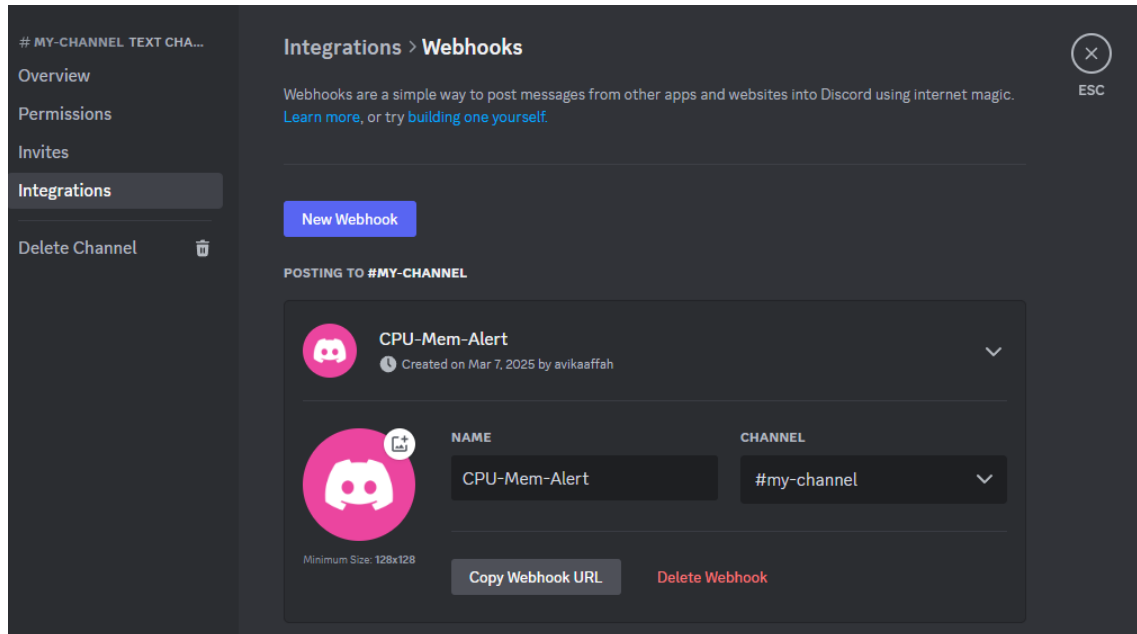 # MY-CHANNEL TEXT CHA...
Overview
Permissions
Invites
Integrations
Delete Channel
Integrations > Webhooks
ESC
Webhooks are a simple way to post messages from other apps and websites into Discord using internet magic.
Learn more, or try building one yourself.
New Webhook
POSTING TO #MY-CHANNEL
CPU-Mem-Alert
Created on Mar 7, 2025 by avikaaffah
NAME
CHANNEL
CPU-Mem-Alert
#my-channel
Minimum Size: 128x128
Copy Webhook URL
Delete Webhook